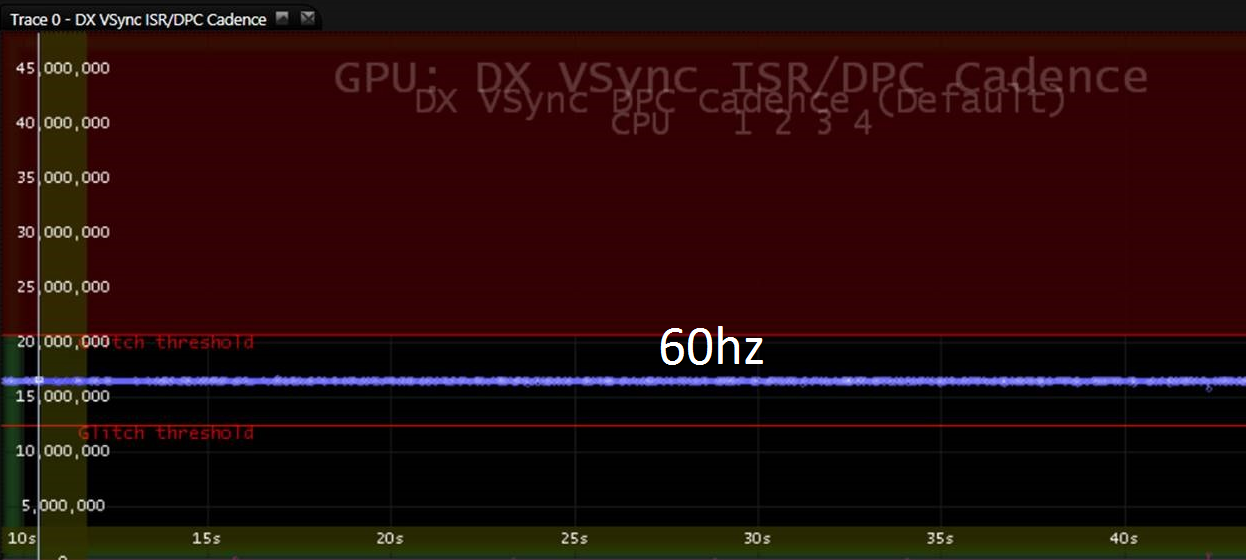 Trace 0 - DX VSync ISR/DPC Cadence
45,000,000
GPU: DX VSync ISR/DPC Cadence
DX VSync DPC Cadence (Default)
40,000,000
CPU 1 2 3 4
35,000,000
30,000,000
25,000,000
20,000,000
Glitch threshold
60hz
15,000,000
Glitch threshold
10,000,000
5,000,000
10s 15s 20s 25s 30s 35s 40s
0